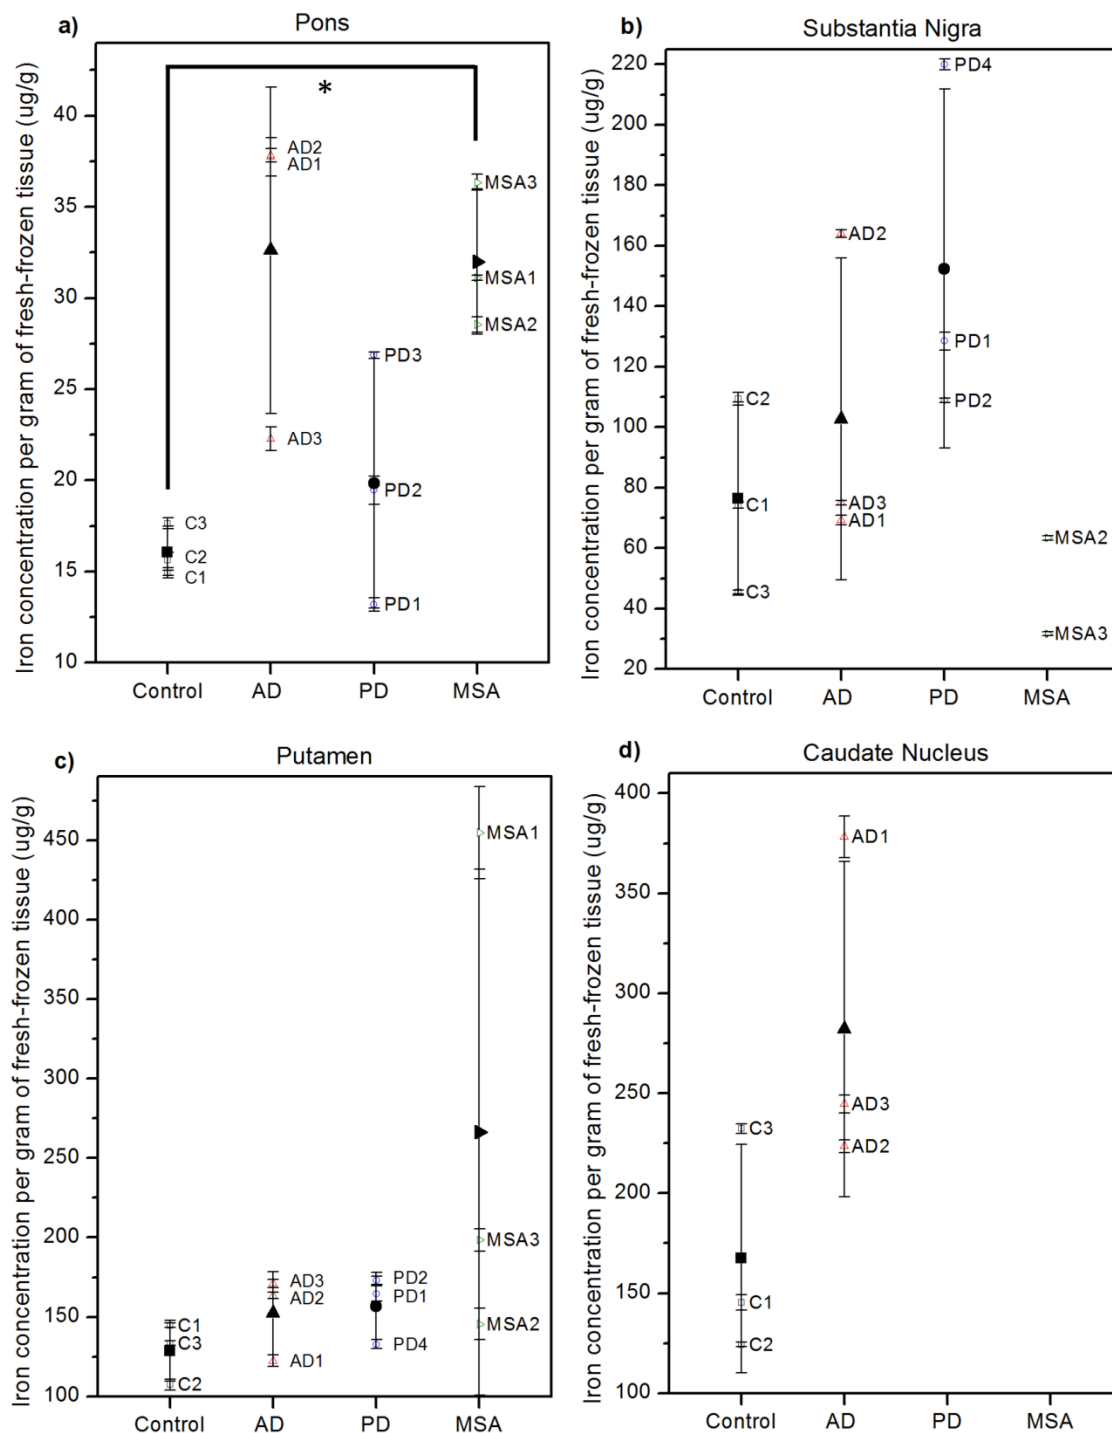 a)
Pons
Iron concentration per gram of fresh-frozen tissue (ug/g)
40
35
30
25
20
15
10
*
AD2
AD1
AD3
C3
C2
C1
PD3
PD2
PD1
MSA3
MSA1
MSA2
Control
AD
PD
MSA
b)
Substantia Nigra
Iron concentration per gram of fresh-frozen tissue (ug/g)
220
200
180
160
140
120
100
80
60
40
20
C2
C1
C3
AD2
AD3
AD1
PD4
PD1
PD2
MSA2
MSA3
Control
AD
PD
MSA
c)
Putamen
Iron concentration per gram of fresh-frozen tissue (ug/g)
450
400
350
300
250
200
150
100
C1
C3
C2
AD3
AD2
AD1
PD2
PD1
PD4
MSA1
MSA3
MSA2
Control
AD
PD
MSA
d)
Caudate Nucleus
Iron concentration per gram of fresh-frozen tissue (ug/g)
400
350
300
250
200
150
100
C3
C1
C2
AD1
AD3
AD2
Control
AD
PD
MSA